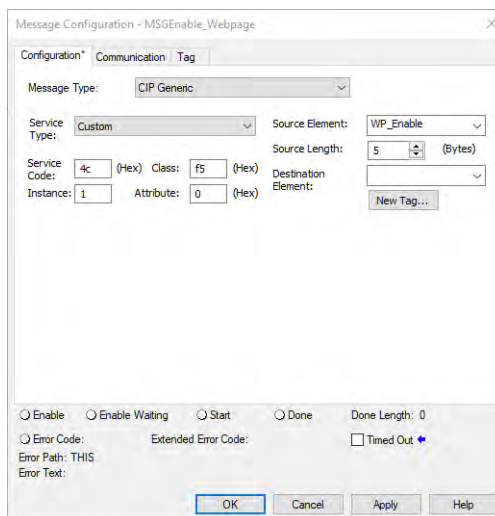 Message Configuration - MSGEnable_Webpage
Configuration* Communication Tag
Message Type: CIP Generic
Service Type: Custom
Source Element: WP_Enable
Source Length: 5 (Bytes)
Service Code: 4c (Hex) Class: f5 (Hex)
Destination Element:
Instance: 1 Attribute: 0 (Hex)
New Tag...
Enable Enable Waiting Start Done Done Length: 0
Error Code: Extended Error Code: Timed Out
Error Path: THIS
Error Text:
OK Cancel Apply Help